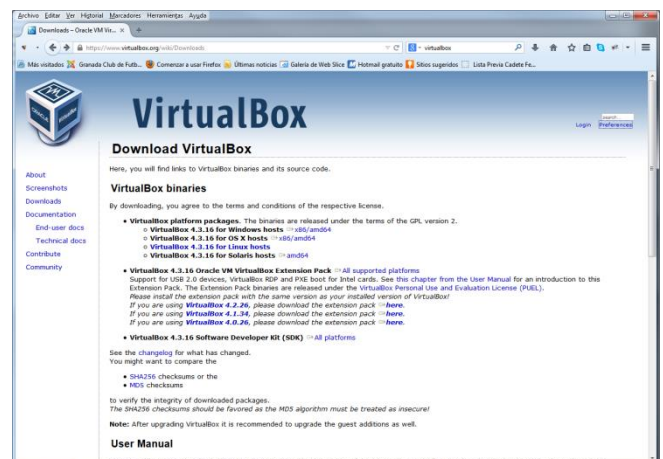 Archivo Editar Ver Historial Marcadores Herramientas Ayuda
Downloads – Oracle VM Vir... × +
https://www.virtualbox.org/wiki/Downloads virtualbox
Más visitados Granada Club de Futb... Comenzar a usar Firefox Últimas noticias Galería de Web Slice Hotmail gratuito Sitios sugeridos Lista Previa Cadete Fe...
VirtualBox
search...
Login Preferences
Download VirtualBox
Here, you will find links to VirtualBox binaries and its source code.
About
Screenshots
Downloads
Documentation
End-user docs
Technical docs
Contribute
Community
VirtualBox binaries
By downloading, you agree to the terms and conditions of the respective license.
• VirtualBox platform packages. The binaries are released under the terms of the GPL version 2.
o VirtualBox 4.3.16 for Windows hosts x86/amd64
o VirtualBox 4.3.16 for OS X hosts x86/amd64
o VirtualBox 4.3.16 for Linux hosts
o VirtualBox 4.3.16 for Solaris hosts amd64
• VirtualBox 4.3.16 Oracle VM VirtualBox Extension Pack All supported platforms
Support for USB 2.0 devices, VirtualBox RDP and PXE boot for Intel cards. See this chapter from the User Manual for an introduction to this
Extension Pack. The Extension Pack binaries are released under the VirtualBox Personal Use and Evaluation License (PUEL).
Please install the extension pack with the same version as your installed version of VirtualBox!
If you are using VirtualBox 4.2.26, please download the extension pack here.
If you are using VirtualBox 4.1.34, please download the extension pack here.
If you are using VirtualBox 4.0.26, please download the extension pack here.
• VirtualBox 4.3.16 Software Developer Kit (SDK) All platforms
See the changelog for what has changed.
You might want to compare the
• SHA256 checksums or the
• MD5 checksums
to verify the integrity of downloaded packages.
The SHA256 checksums should be favored as the MD5 algorithm must be treated as insecure!
Note: After upgrading VirtualBox it is recommended to upgrade the guest additions as well.
User Manual